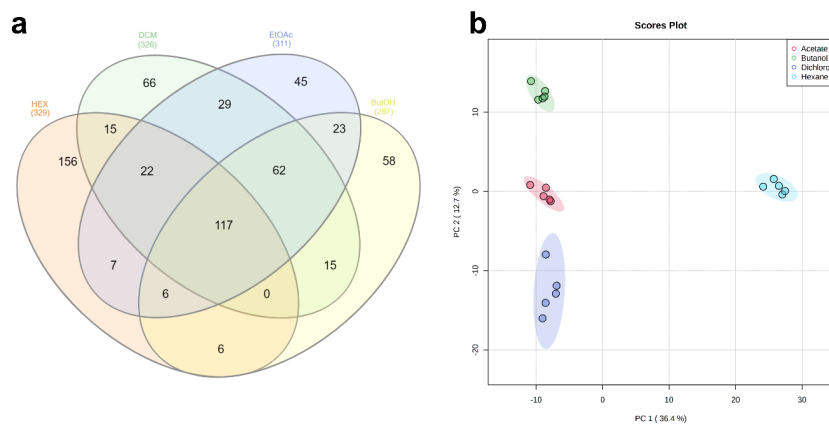 a
DCM
(326)
EtOAc
(311)
HEX
(329)
ButOH
(287)
66
45
29
15
23
156
22
62
58
117
7
15
6
0
6
b
Scores Plot
Acetate
Butanol
Dichloro
Hexane
PC 2 ( 12.7 %)
10
0
-10
-20
-10
0
10
20
30
PC 1 ( 36.4 %)